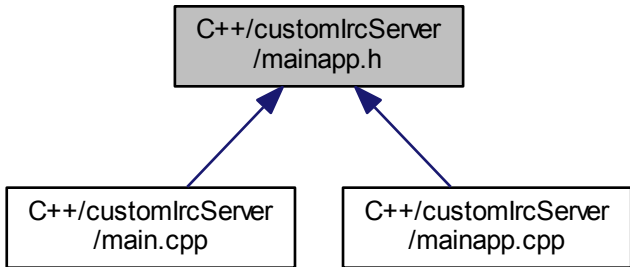 C++/customIrcServer
/mainapp.h
C++/customIrcServer
/main.cpp
C++/customIrcServer
/mainapp.cpp